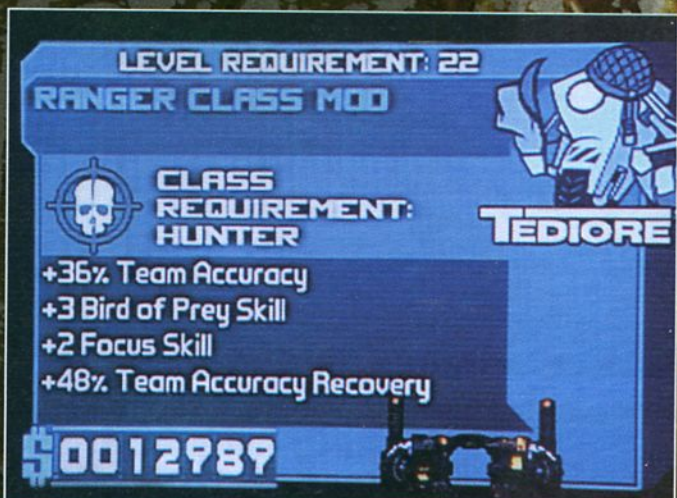 LEVEL REQUIREMENT: 22
RANGER CLASS MOD
CLASS
REQUIREMENT:
HUNTER
TEDIORE
+36% Team Accuracy
+3 Bird of Prey Skill
+2 Focus Skill
+48% Team Accuracy Recovery
$0012989